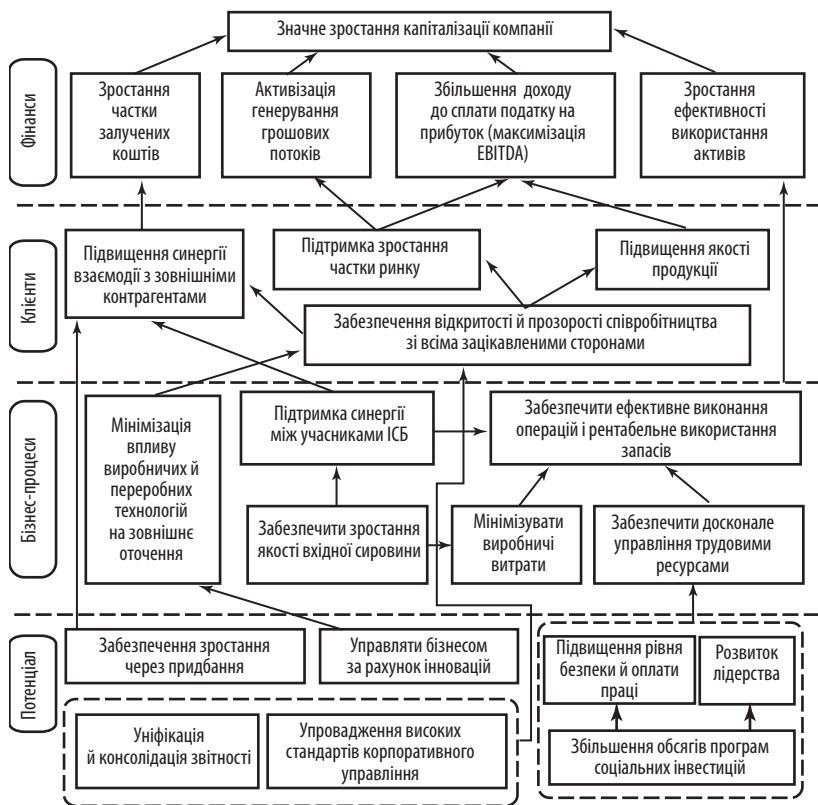 Значне зростання капіталізації компанії
Фінанси
Зростання
частки
залучених
коштів
Активізація
генерування
грошових
потоків
Збільшення доходу
до сплати податку на
прибуток (максимізація
EBITDA)
Зростання
ефективності
використання
активів
Клієнти
Підвищення синергії
взаємодії з зовнішніми
контрагентами
Підтримка зростання
частки ринку
Підвищення якості
продукції
Забезпечення відкритості й прозорості співробітництва
зі всіма зацікавленими сторонами
Бізнес-процеси
Мінімізація
впливу
виробничих й
переробних
технологій
на зовнішнє
оточення
Підтримка синергії
між учасниками ІСБ
Забезпечити ефективне виконання
операцій і рентабельне використання
запасів
Забезпечити зростання
якості вхідної сировини
Мінімізувати
виробничі
витрати
Забезпечити досконале
управління трудовими
ресурсами
Потенціал
Забезпечення зростання
через придбання
Управляти бізнесом
за рахунок інновацій
Підвищення рівня
безпеки й оплати
праці
Розвиток
лідерства
Уніфікація
й консолідація звітності
Упровадження високих
стандартів корпоративного
управління
Збільшення обсягів програм
соціальних інвестицій